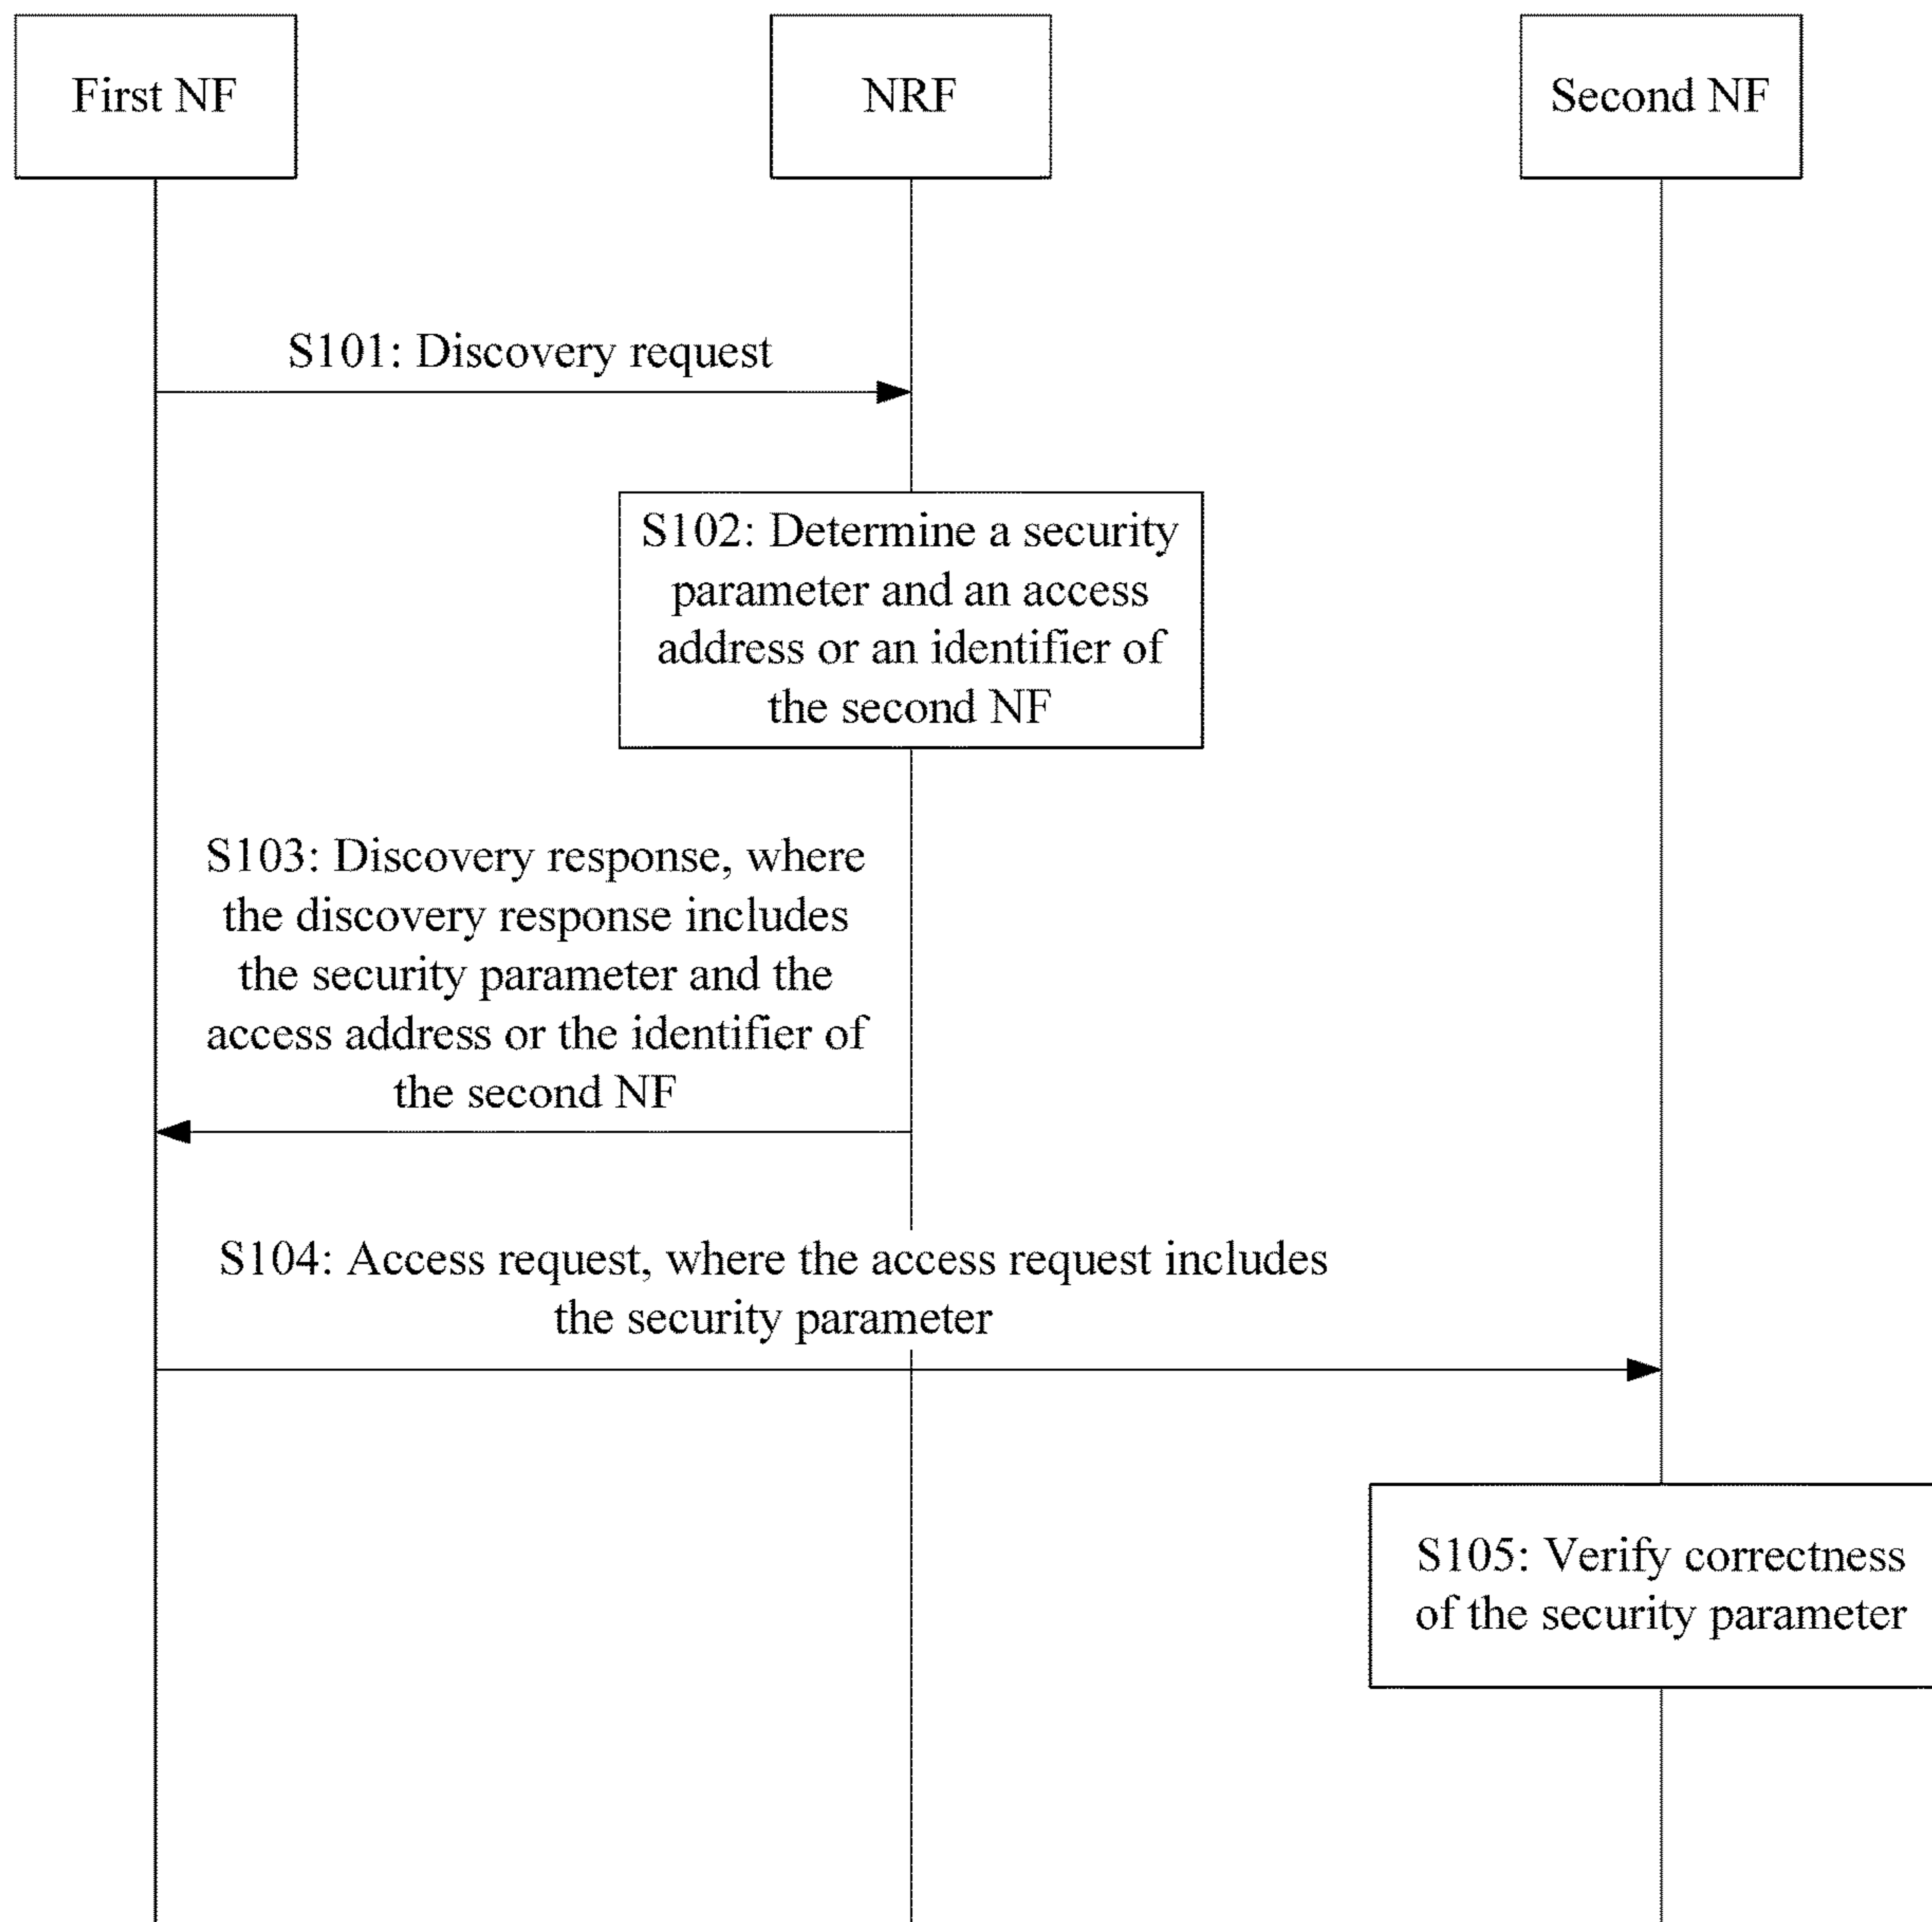 First NF
NRF
Second NF
S101: Discovery request
S102: Determine a security
parameter and an access
address or an identifier of
the second NF
S103: Discovery response, where
the discovery response includes
the security parameter and the
access address or the identifier of
the second NF
S104: Access request, where the access request includes
the security parameter
S105: Verify correctness
of the security parameter